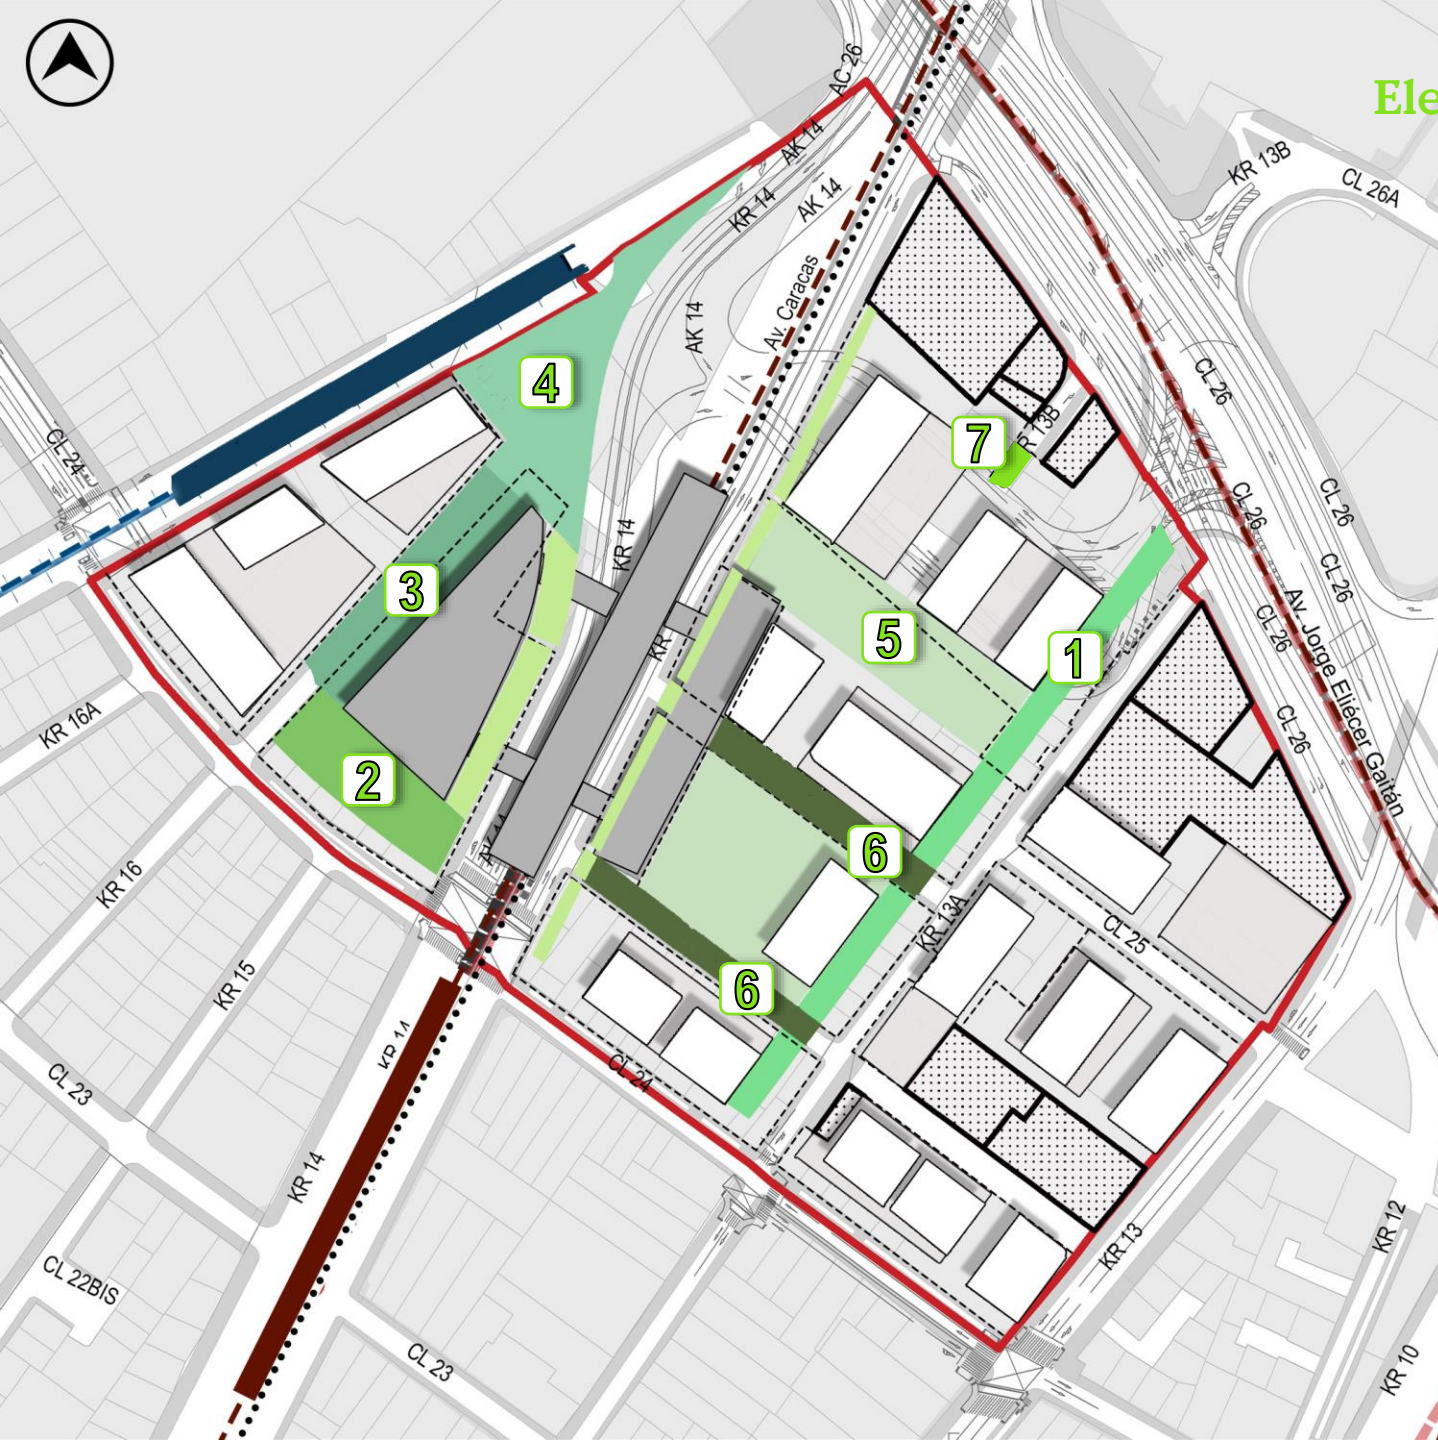 AC 26
Ele
AK 14
KR 13B
CL 26A
KR 14
AK 14
Av. Caracas
AK 14
4
CL 26
CL 24
7
R 13B
CL 26
CL 26
KR 14
3
CL 26
5
KR
1
CL 26
Av. Jorge Eliécer Gaitán
KR 16A
CL 26
2
6
KR 16
KR 13A
CL 25
KR 15
6
KR 14
CL 24
CL 23
KR 14
KR 12
KR 13
CL 22BIS
CL 23
KR 10